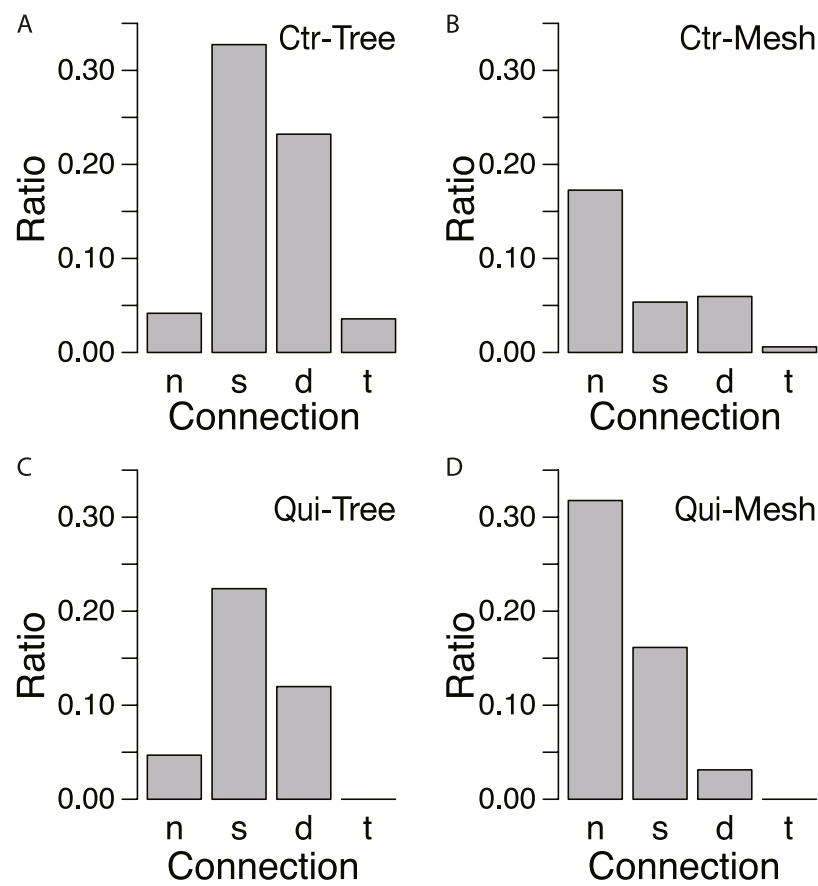 A
Ctr-Tree
0.30
0.20
0.10
0.00
Ratio
n s d t
Connection
B
Ctr-Mesh
0.30
0.20
0.10
0.00
Ratio
n s d t
Connection
C
Qui-Tree
0.30
0.20
0.10
0.00
Ratio
n s d t
Connection
D
Qui-Mesh
0.30
0.20
0.10
0.00
Ratio
n s d t
Connection